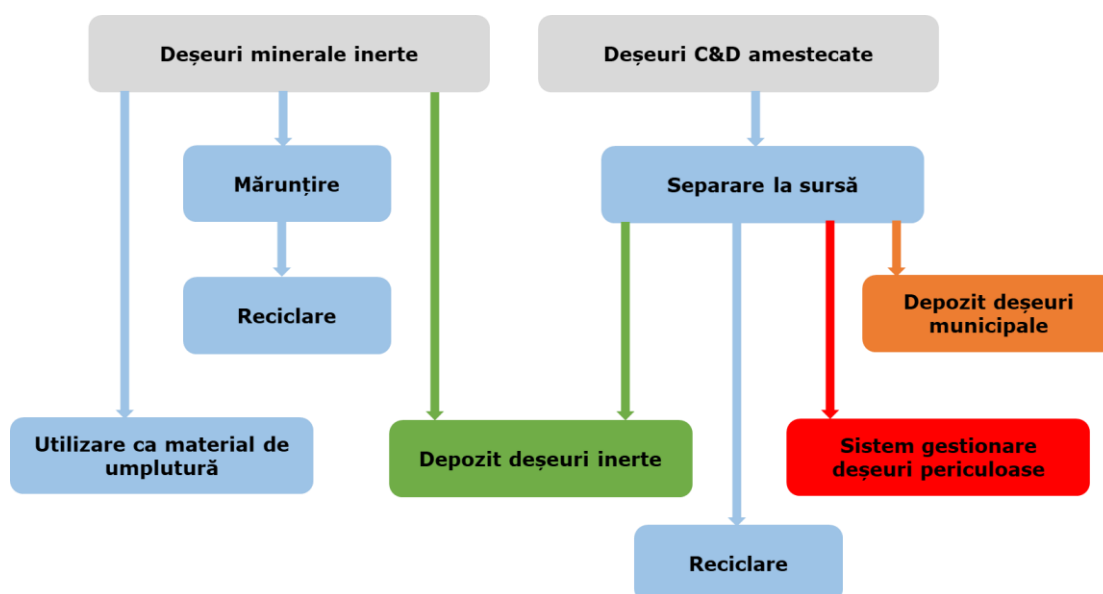 Deșeuri minerale inerte
Deșeuri C&D amestecate
Mărunțire
Separare la sursă
Reciclare
Depozit deșeuri
municipale
Utilizare ca material de
umplutură
Depozit deșeuri inerte
Sistem gestionare
deșeuri periculoase
Reciclare